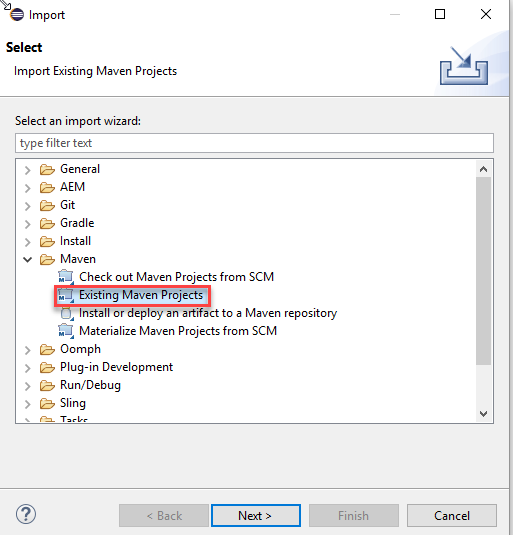 Import
Select
Import Existing Maven Projects
Select an import wizard:
type filter text
General
AEM
Git
Gradle
Install
Maven
Check out Maven Projects from SCM
Existing Maven Projects
Install or deploy an artifact to a Maven repository
Materialize Maven Projects from SCM
Oomph
Plug-in Development
Run/Debug
Sling
Tasks
?
< Back
Next >
Finish
Cancel